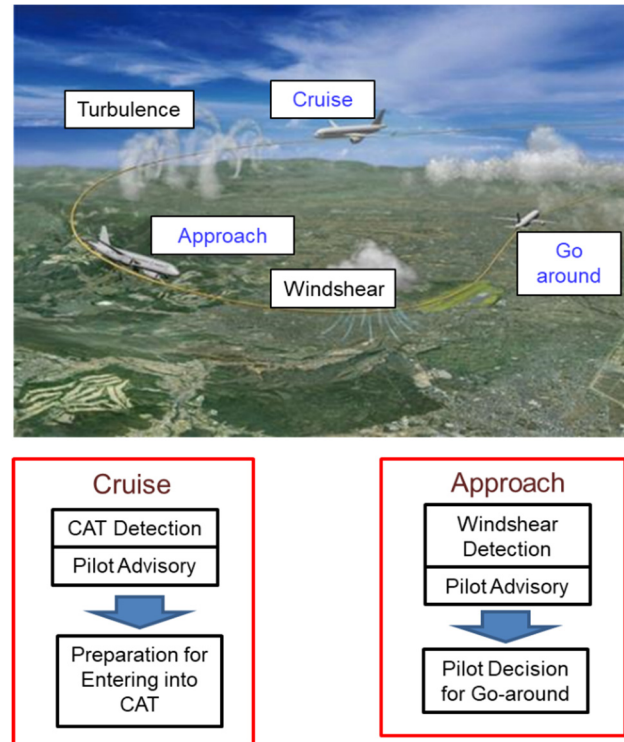 Cruise
Turbulence
Approach
Go
around
Windshear
Cruise
CAT Detection
Pilot Advisory
Preparation for
Entering into
CAT
Approach
Windshear
Detection
Pilot Advisory
Pilot Decision
for Go-around